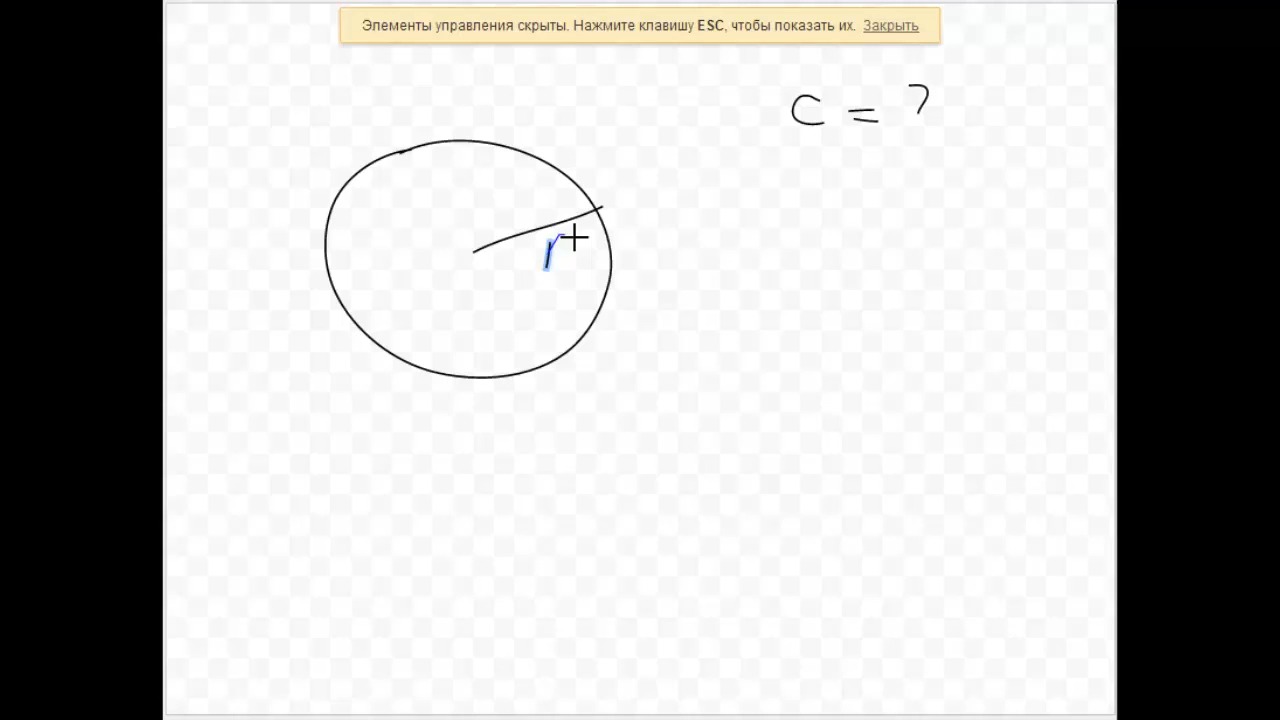 Элементы управления скрыты. Нажмите клавишу ESC, чтобы показать их. Закрыть
C = ?
r